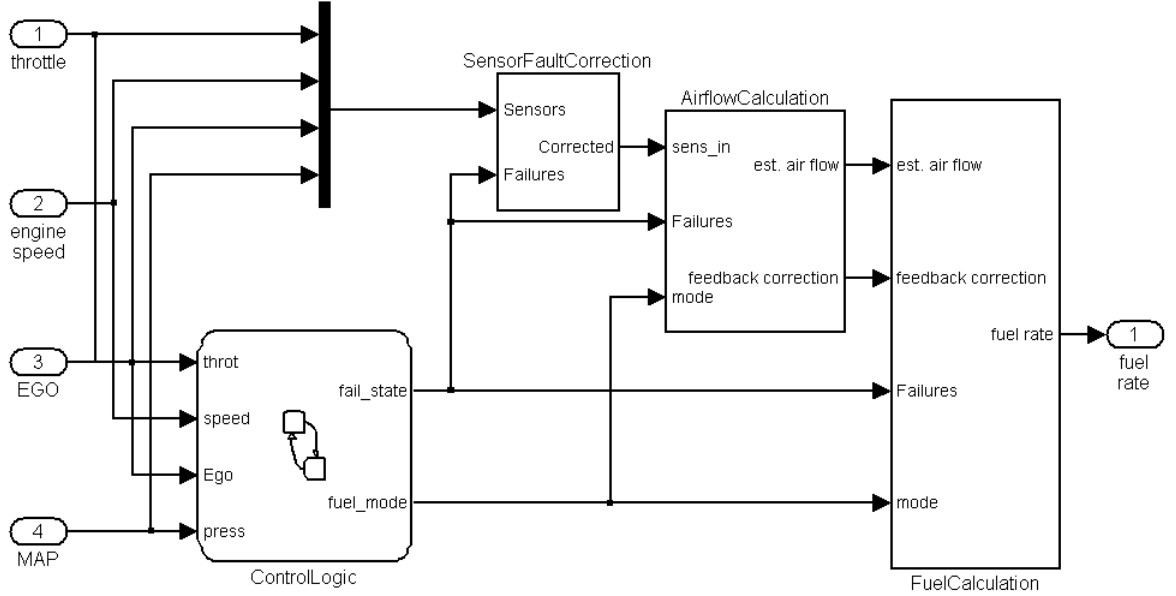 1
throttle
2
engine
speed
3
EGO
4
MAP
SensorFaultCorrection
Sensors
Corrected
Failures
AirflowCalculation
sens_in
est. air flow
Failures
feedback correction
mode
est. air flow
feedback correction
fuel rate
Failures
mode
FuelCalculation
throt
fail_state
speed
Ego
fuel_mode
press
ControlLogic
1
fuel
rate